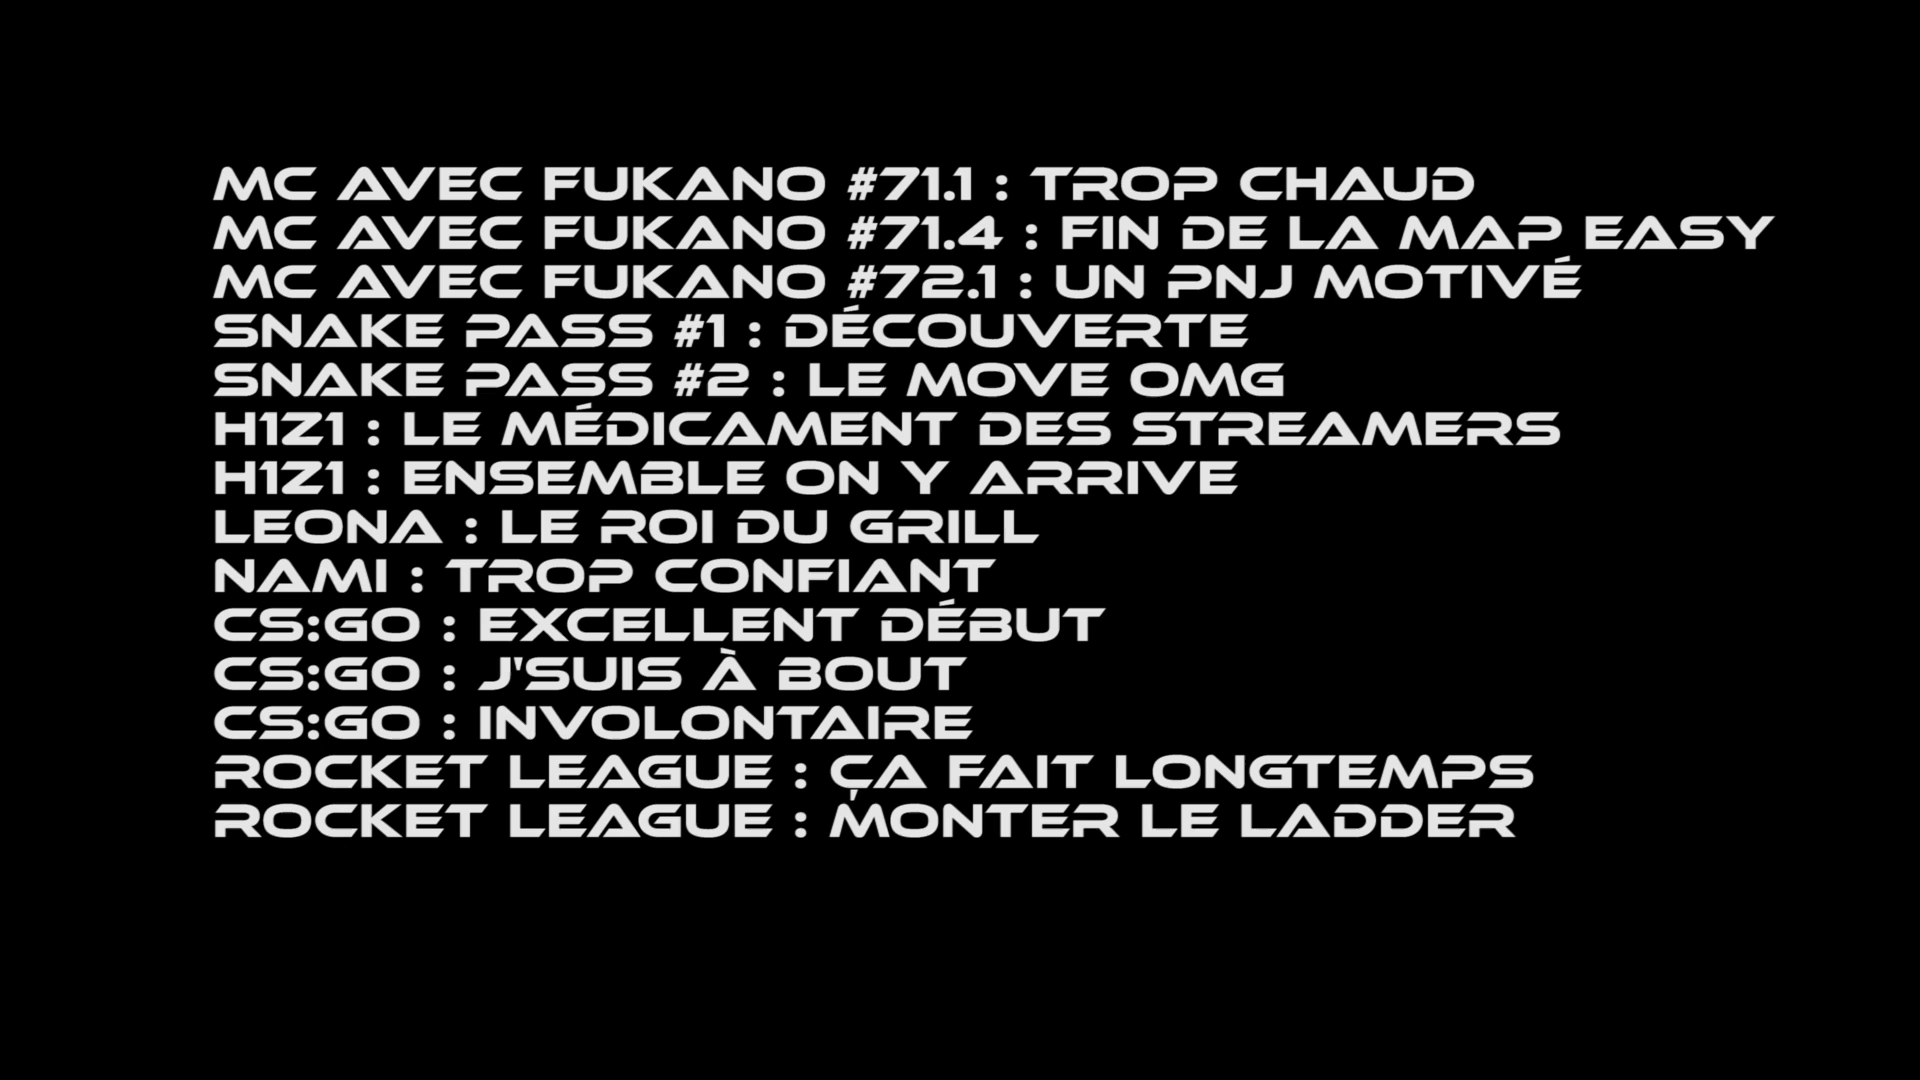 MC AVEC FUKANO #71.1 : TROP CHAUD
MC AVEC FUKANO #71.4 : FIN DE LA MAP EASY
MC AVEC FUKANO #72.1 : UN PNJ MOTIVÉ
SNAKE PASS #1 : DÉCOUVERTE
SNAKE PASS #2 : LE MOVE OMG
H1Z1 : LE MÉDICAMENT DES STREAMERS
H1Z1 : ENSEMBLE ON Y ARRIVE
LEONA : LE ROI DU GRILL
NAMI : TROP CONFIANT
CS:GO : EXCELLENT DÉBUT
CS:GO : J'SUIS À BOUT
CS:GO : INVOLONTAIRE
ROCKET LEAGUE : ÇA FAIT LONGTEMPS
ROCKET LEAGUE : MONTER LE LADDER